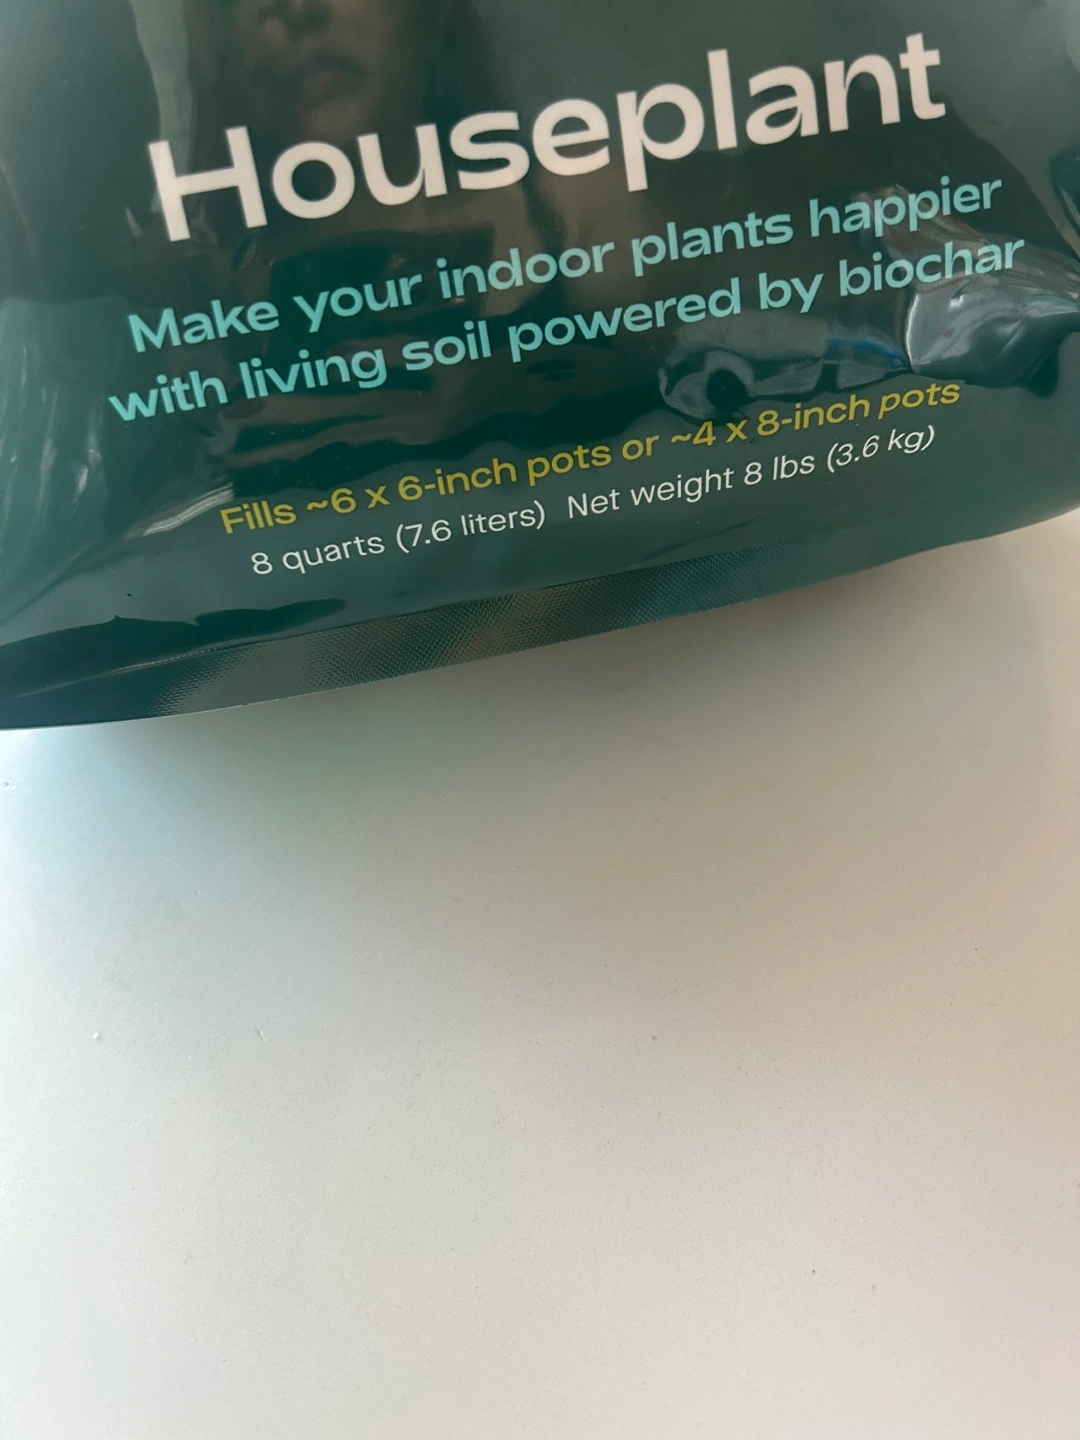 Houseplant
Make your indoor plants happier
with living soil powered by biochar
Fills ~6 x 6-inch pots or ~4 x 8-inch pots
8 quarts (7.6 liters) Net weight 8 lbs (3.6 kg)